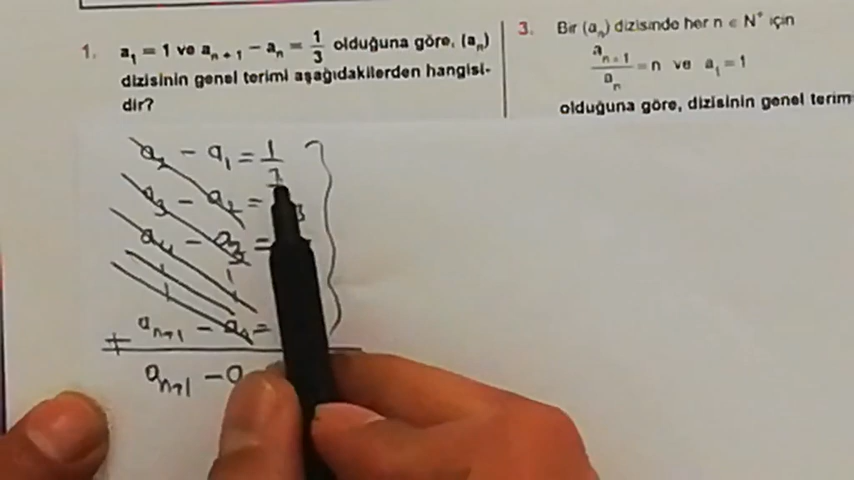 1. a₁ = 1 ve aₙ₊₁ − aₙ = 1/3 olduğuna göre, (aₙ)
dizisinin genel terimi aşağıdakilerden hangisi-
dir?
3. Bir (aₙ) dizisinde her n ∈ N⁺ için
aₙ₊₁/aₙ = n ve a₁ = 1
olduğuna göre, dizisinin genel terim
a₂ − a₁ = 1/3
a₃ − a₂ = 3
a₄ − a₃ =
+ aₙ₊₁ − aₙ =
aₙ₊₁ − a